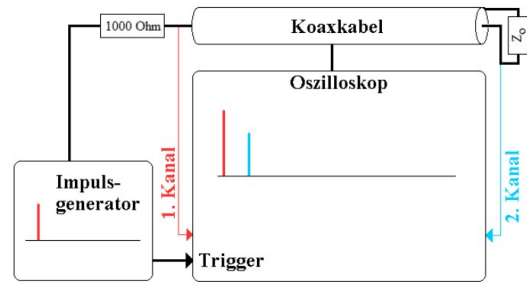 1000 Ohm
Koaxkabel
Z₀
Oszilloskop
Impuls-
generator
1. Kanal
2. Kanal
Trigger